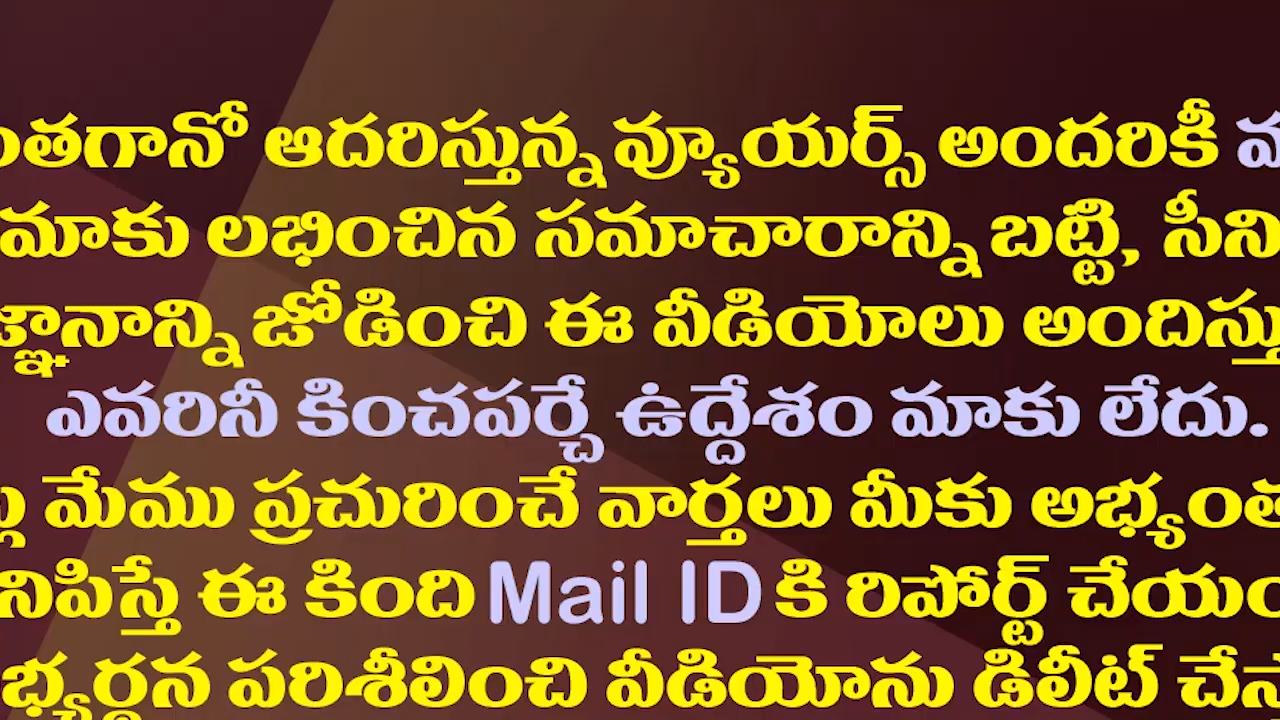 ంతగానో ఆదరిస్తున్న వ్యూయర్స్ అందరికీ
మాకు లభించిన సమాచారాన్ని బట్టి, సీని
జ్ఞానాన్ని జోడించి ఈ వీడియోలు అందిస్తు
ఎవరినీ కించపర్చే ఉద్దేశం మాకు లేదు.
మేము ప్రచురించే వార్తలు మీకు అభ్యంత
నిపిస్తే ఈ కింది Mail ID కి రిపోర్ట్ చేయం
భ్యర్థన పరిశీలించి వీడియోను డిలీట్ చేస